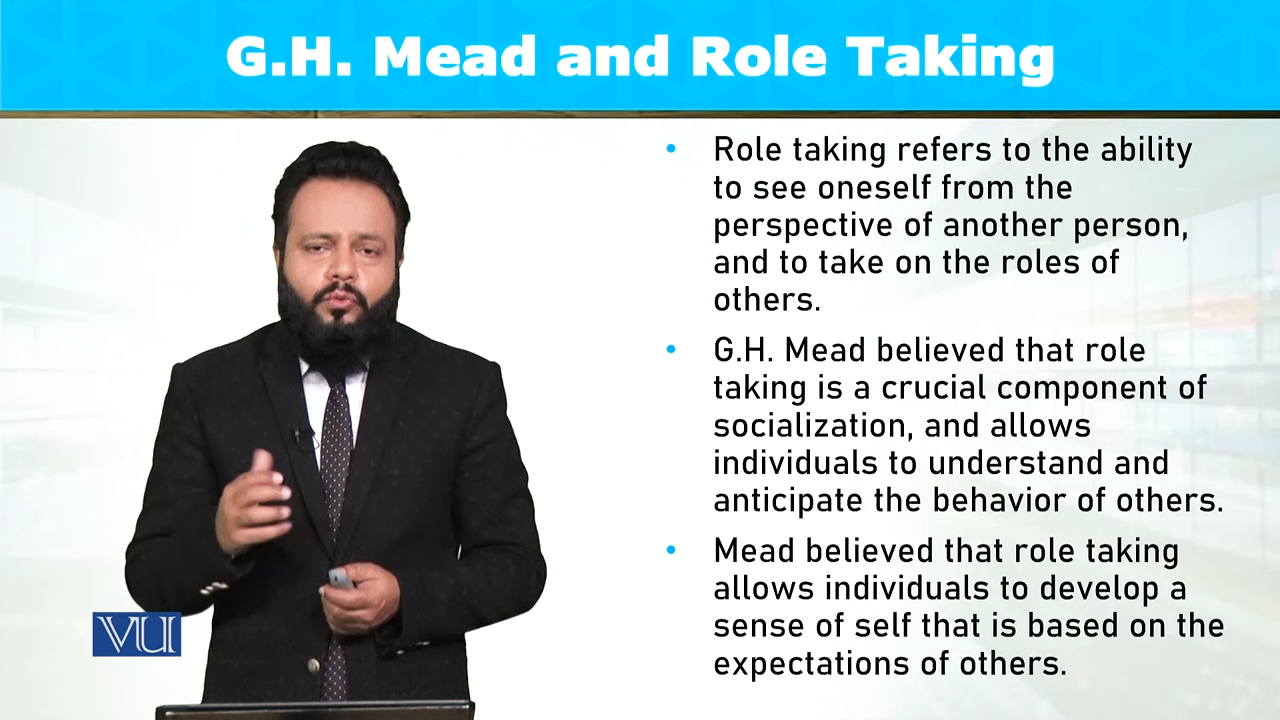 G.H. Mead and Role Taking
• Role taking refers to the ability
to see oneself from the
perspective of another person,
and to take on the roles of
others.
• G.H. Mead believed that role
taking is a crucial component of
socialization, and allows
individuals to understand and
anticipate the behavior of others.
• Mead believed that role taking
allows individuals to develop a
sense of self that is based on the
expectations of others.
VU